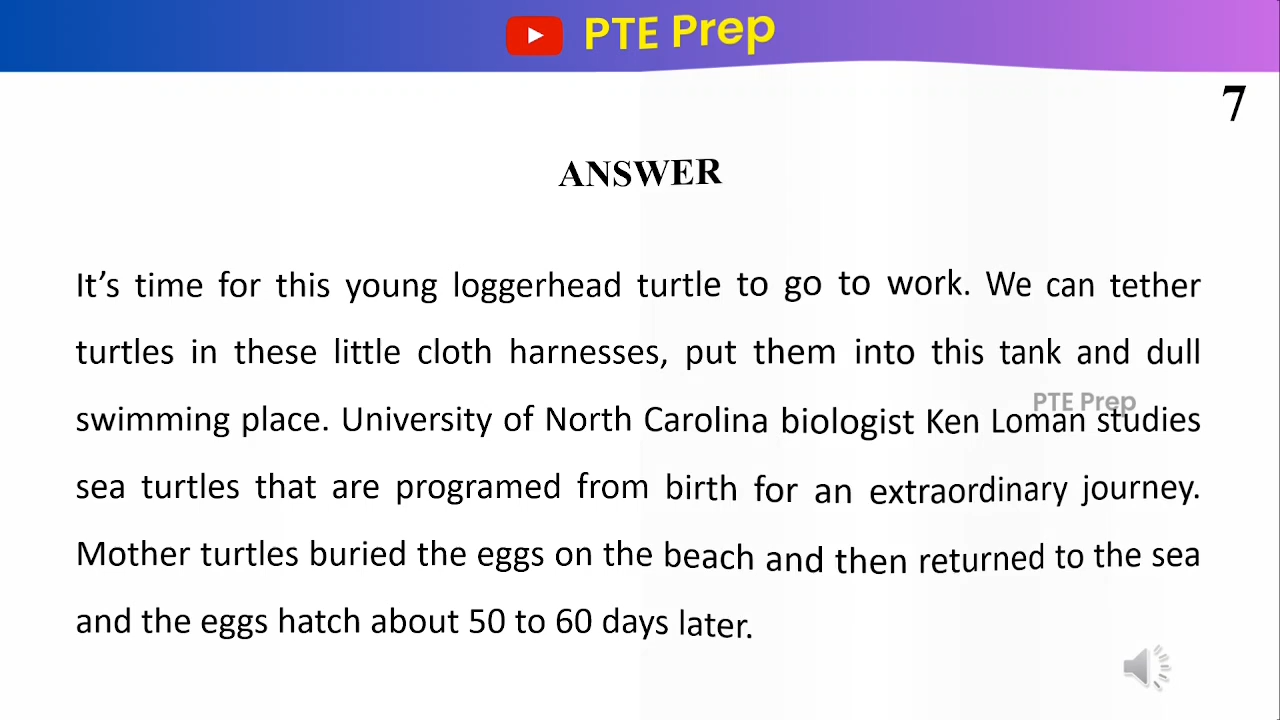 PTE Prep
7
ANSWER
It’s time for this young loggerhead turtle to go to work. We can tether
turtles in these little cloth harnesses, put them into this tank and dull
swimming place. University of North Carolina biologist Ken Loman studies
PTE Prep
sea turtles that are programed from birth for an extraordinary journey.
Mother turtles buried the eggs on the beach and then returned to the sea
and the eggs hatch about 50 to 60 days later.